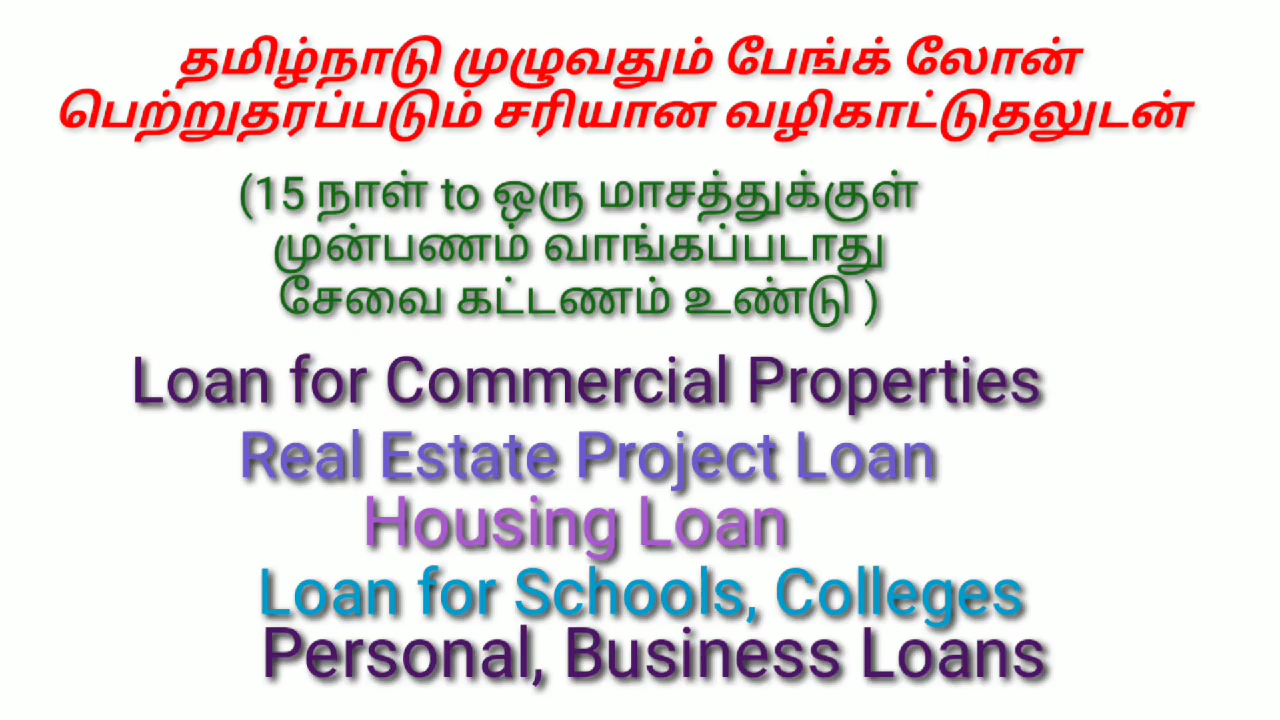 தமிழ்நாடு முழுவதும் பேங்க் லோன்
பெற்றுதரப்படும் சரியான வழிகாட்டுதலுடன்
(15 நாள் to ஒரு மாசத்துக்குள்
முன்பணம் வாங்கப்படாது
சேவை கட்டணம் உண்டு )
Loan for Commercial Properties
Real Estate Project Loan
Housing Loan
Loan for Schools, Colleges
Personal, Business Loans